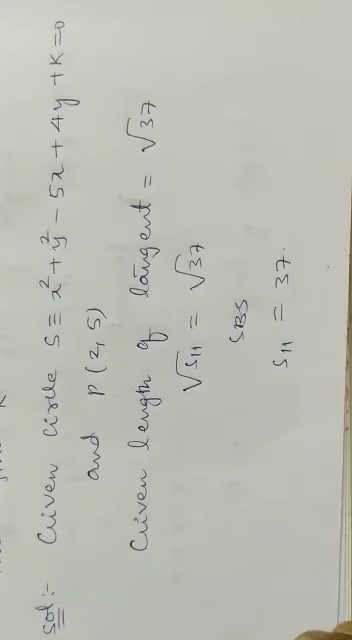 Sol:- Given circle S ≡ x² + y² - 5x + 4y + K = 0
and P(2, 5)
Given length of tangent = √37
√S₁₁ = √37
SBS
S₁₁ = 37.